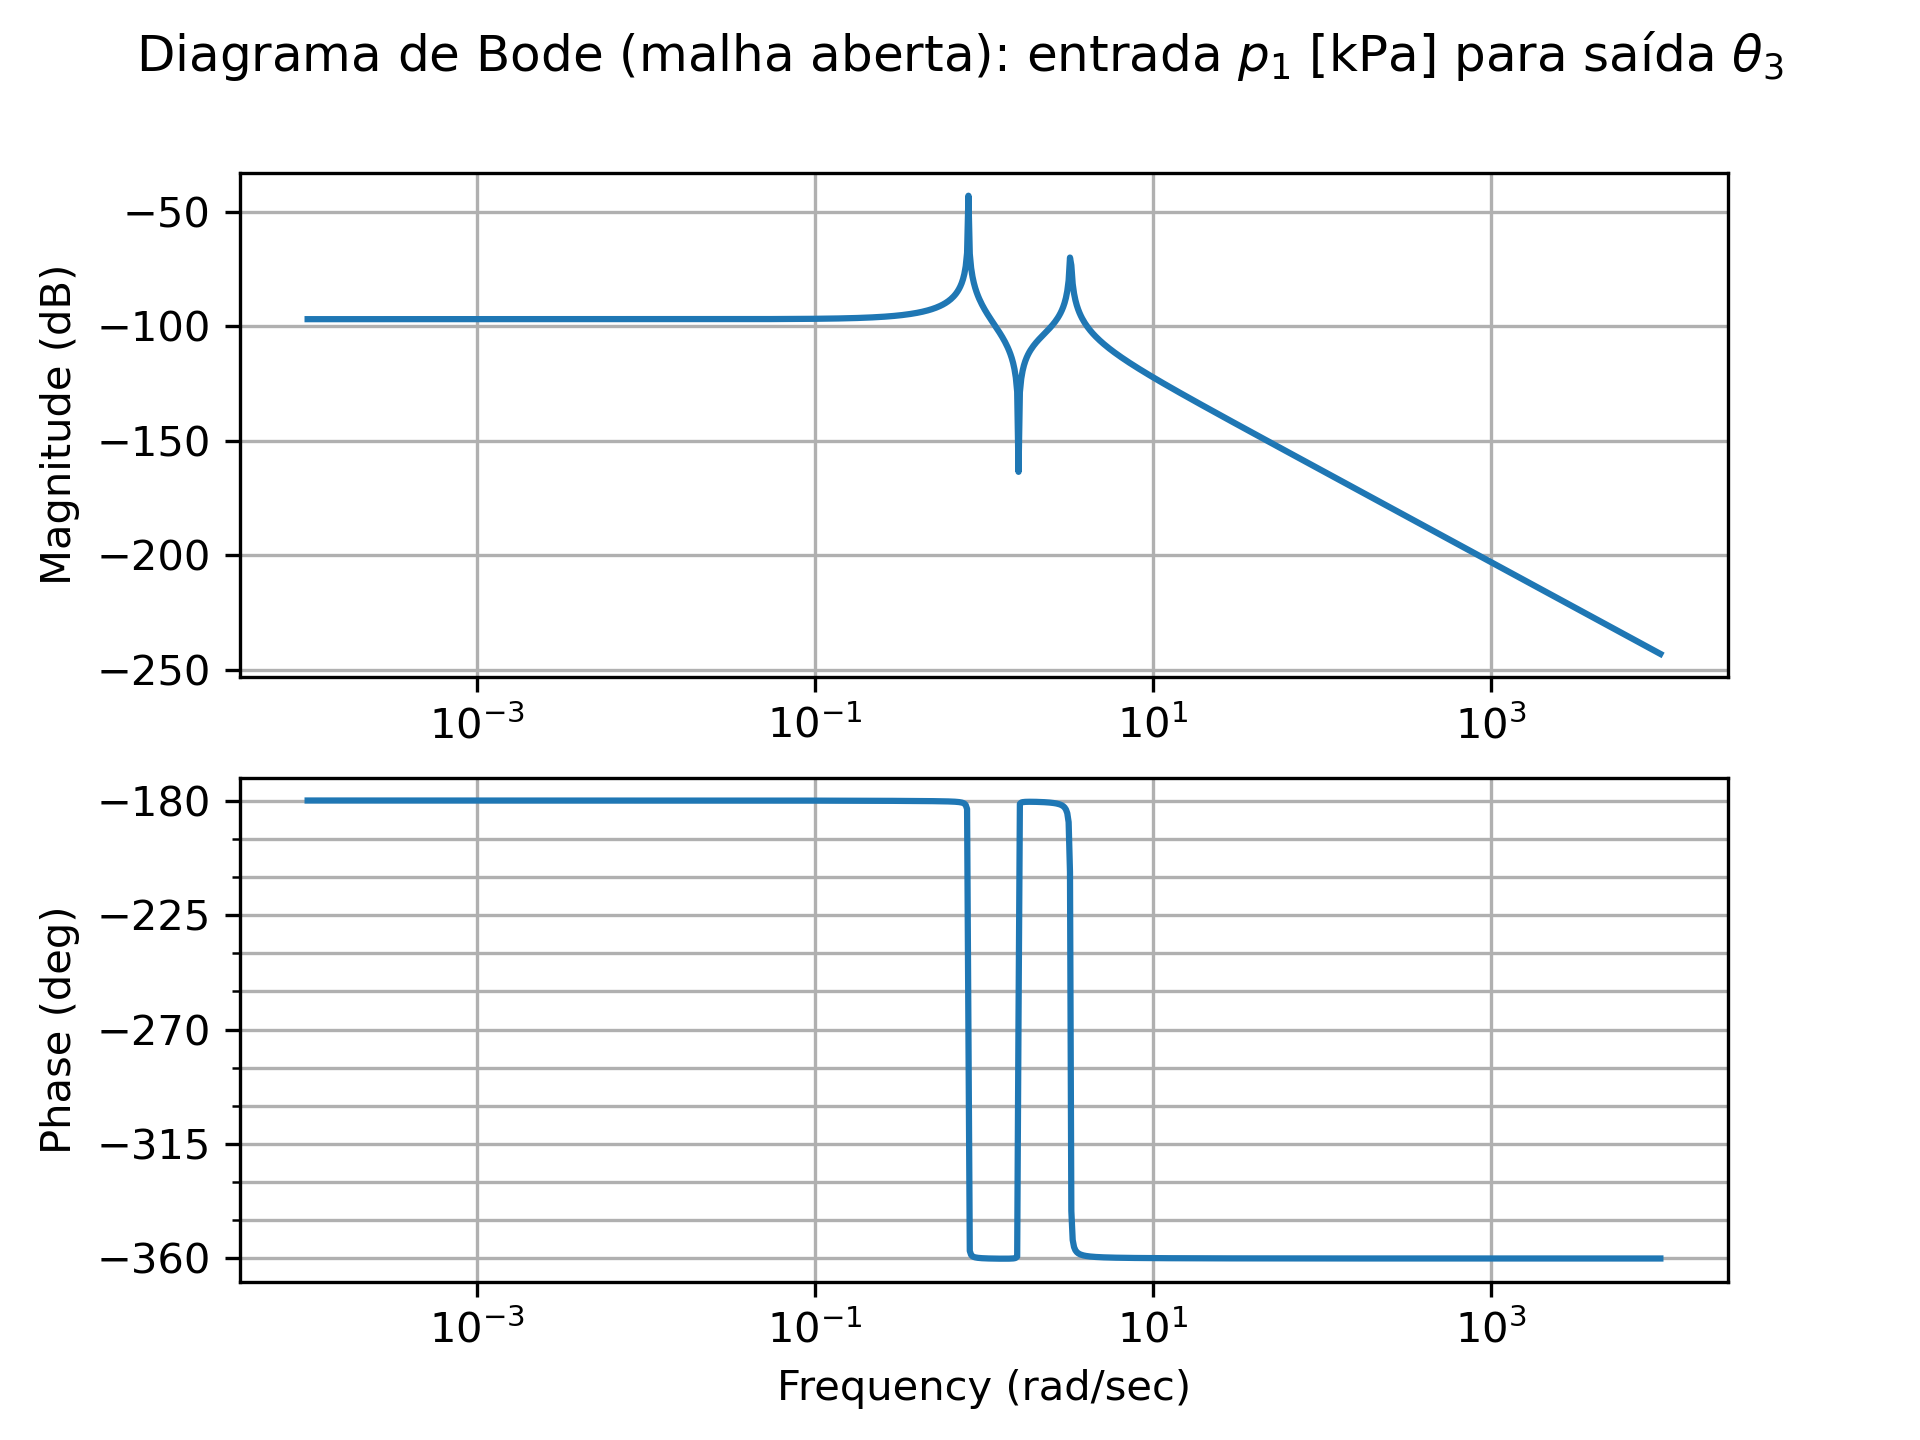 Diagrama de Bode (malha aberta): entrada p₁ [kPa] para saída θ₃
Magnitude (dB)
−50
−100
−150
−200
−250
10⁻³ 10⁻¹ 10¹ 10³
Phase (deg)
−180
−225
−270
−315
−360
10⁻³ 10⁻¹ 10¹ 10³
Frequency (rad/sec)